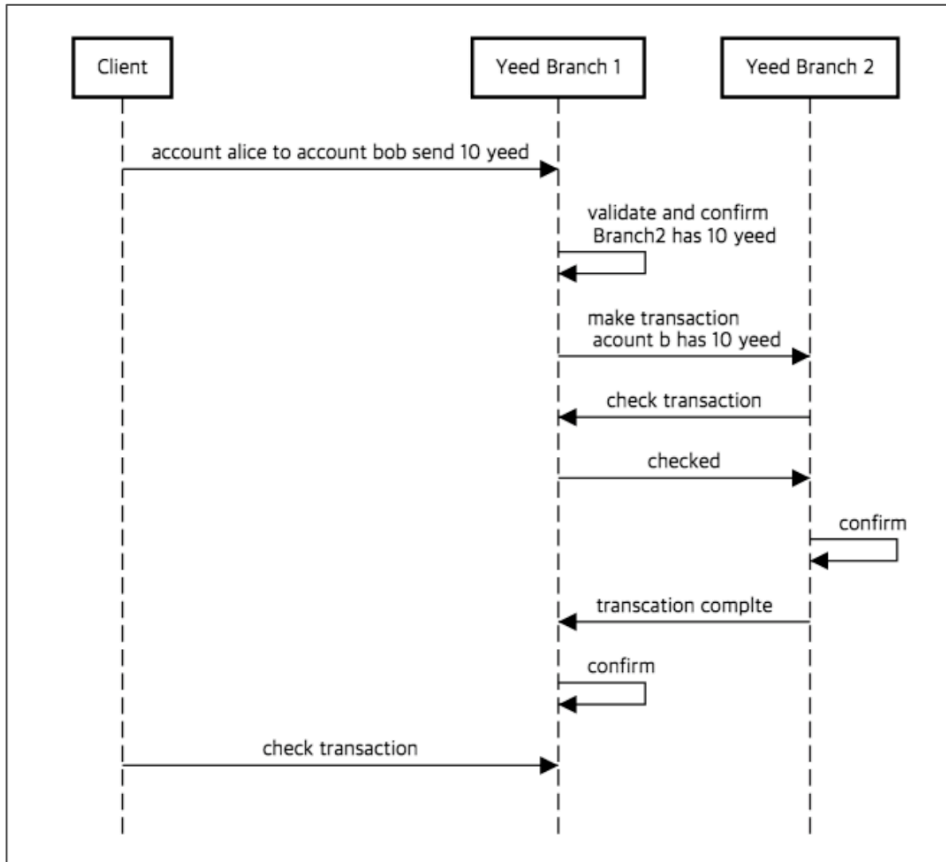 Client
Yeed Branch 1
Yeed Branch 2
account alice to account bob send 10 yeed
validate and confirm
Branch2 has 10 yeed
make transaction
acount b has 10 yeed
check transaction
checked
confirm
transcation complte
confirm
check transaction